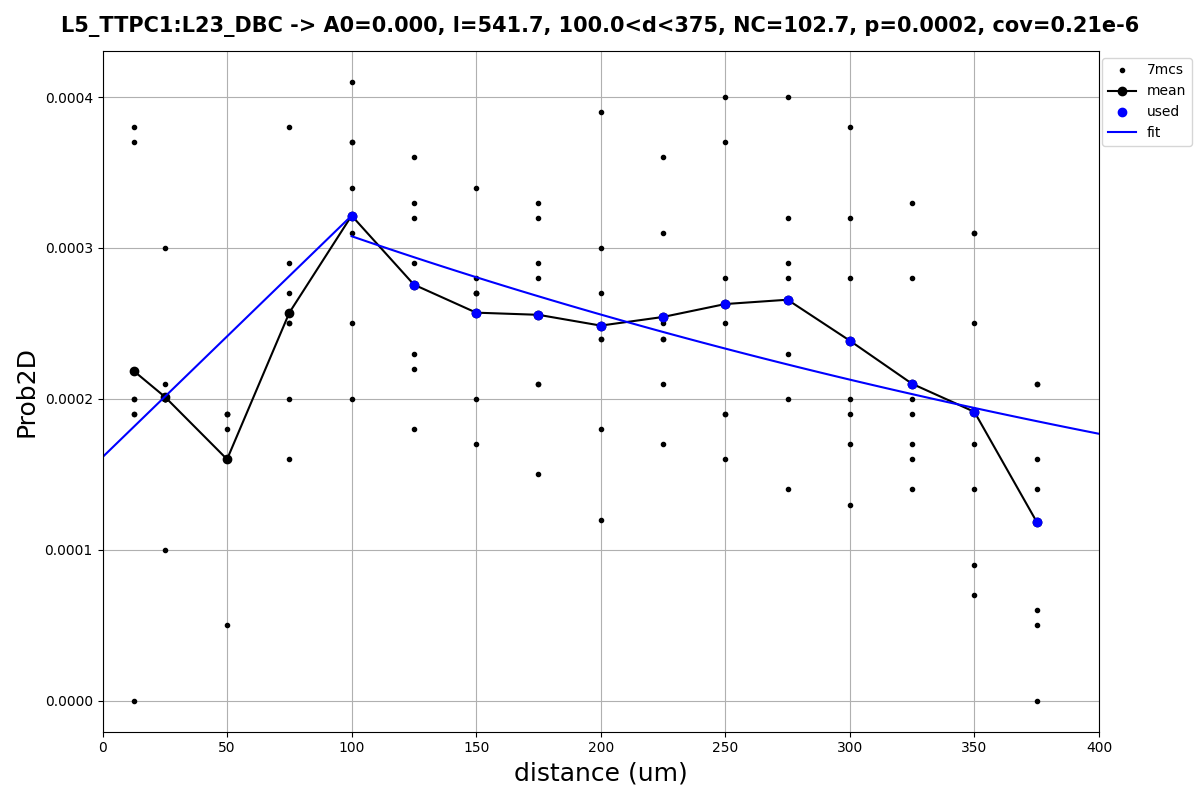 L5_TTPC1:L23_DBC -> A0=0.000, l=541.7, 100.0<d<375, NC=102.7, p=0.0002, cov=0.21e-6
7mcs
mean
used
fit
Prob2D
0.0004
0.0003
0.0002
0.0001
0.0000
0 50 100 150 200 250 300 350 400
distance (um)